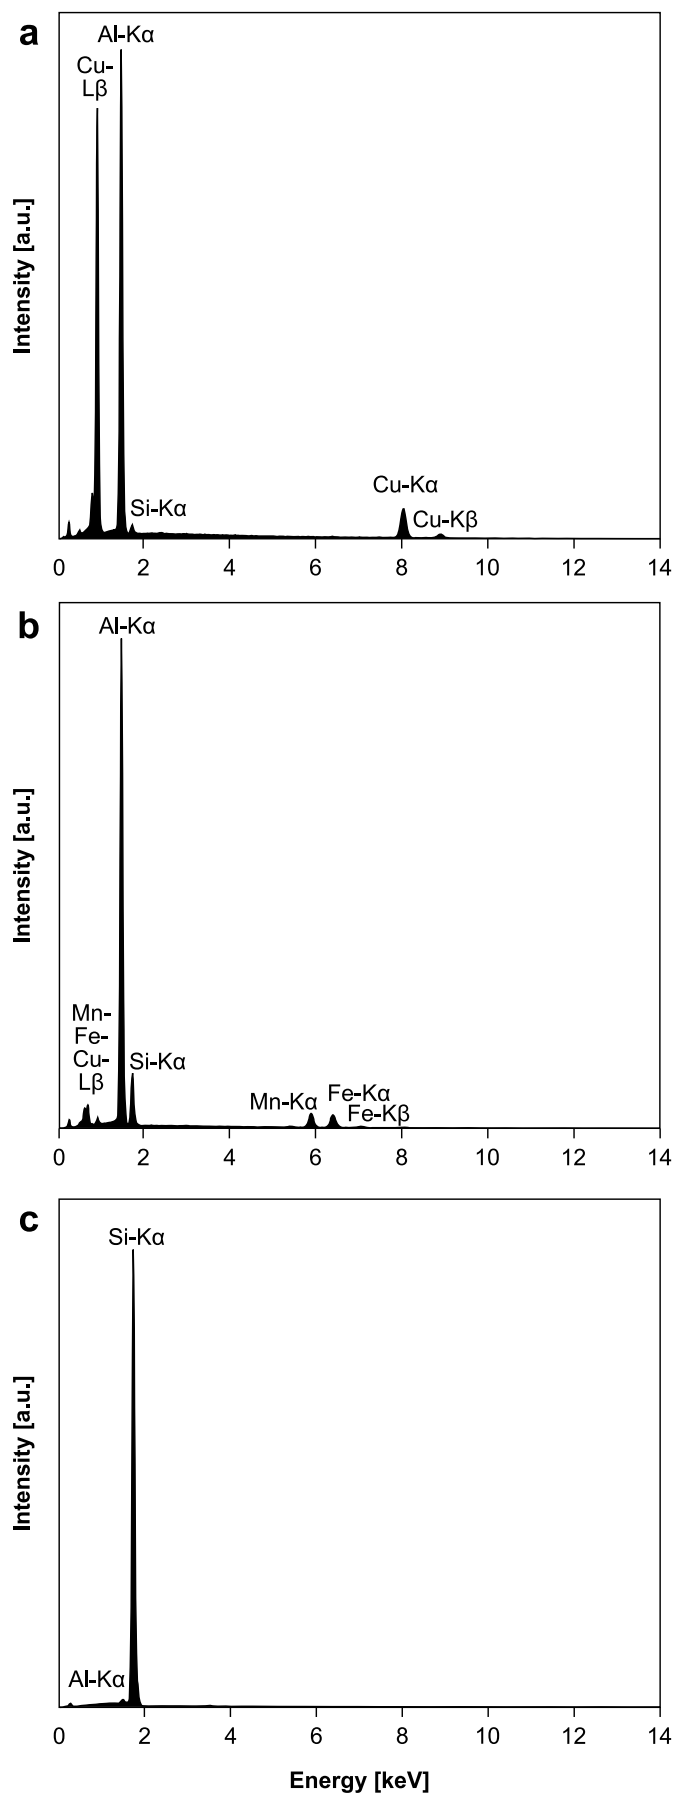 a
Al-Kα
Cu-
Lβ
Si-Kα
Cu-Kα
Cu-Kβ
Intensity [a.u.]
0 2 4 6 8 10 12 14
b
Al-Kα
Mn-
Fe-
Cu-
Lβ
Si-Kα
Mn-Kα
Fe-Kα
Fe-Kβ
Intensity [a.u.]
0 2 4 6 8 10 12 14
c
Si-Kα
Al-Kα
Intensity [a.u.]
0 2 4 6 8 10 12 14
Energy [keV]